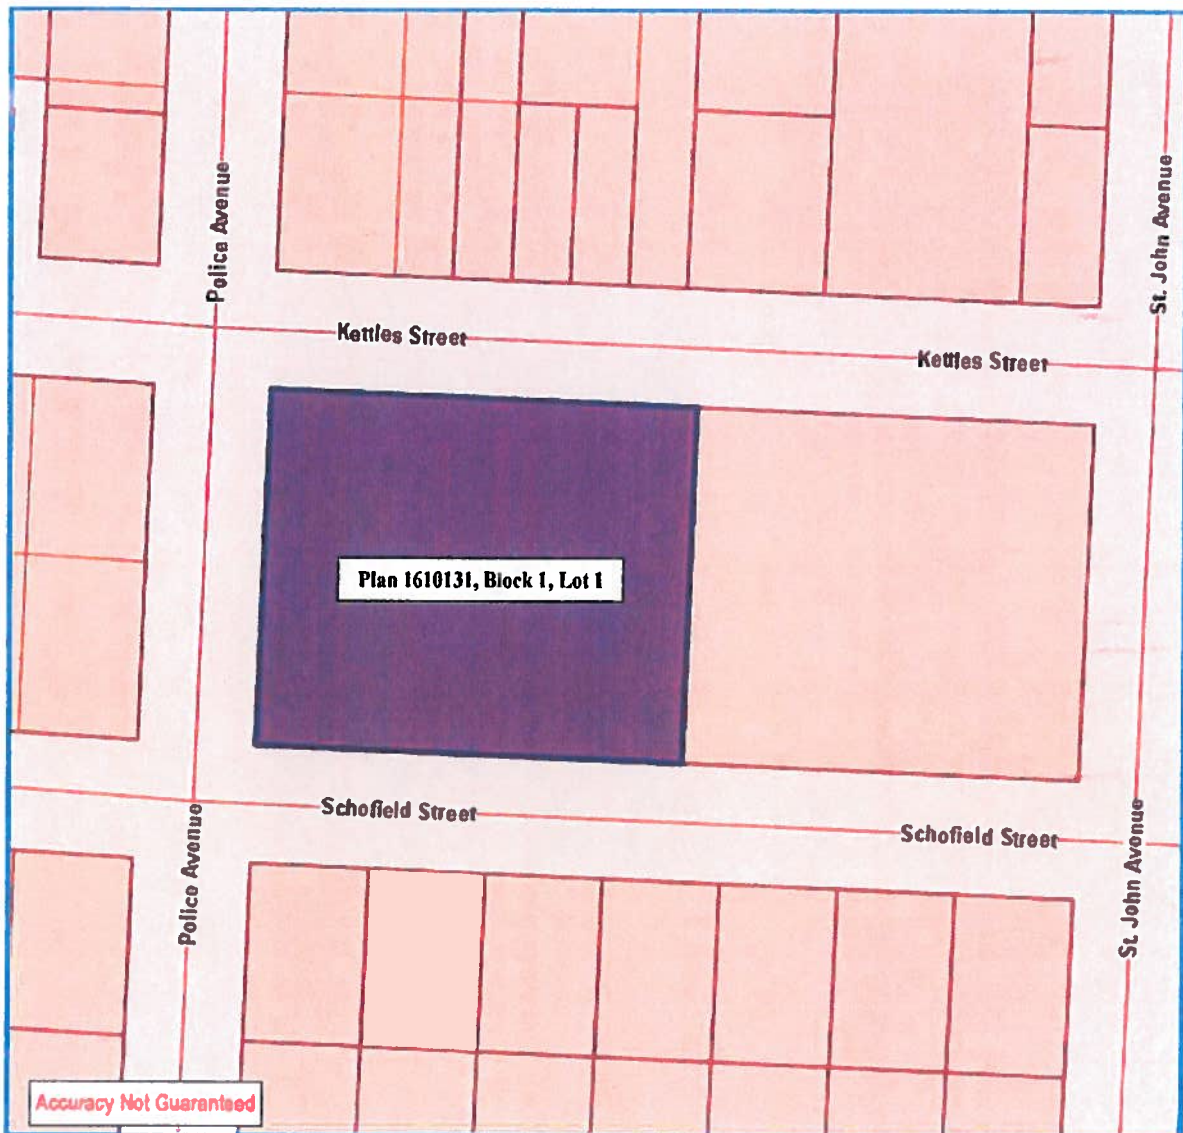 Police Avenue
St. John Avenue
Kettles Street
Kettles Street
Plan 1610131, Block 1, Lot 1
Schofield Street
Schofield Street
Police Avenue
St. John Avenue
Accuracy Not Guaranteed